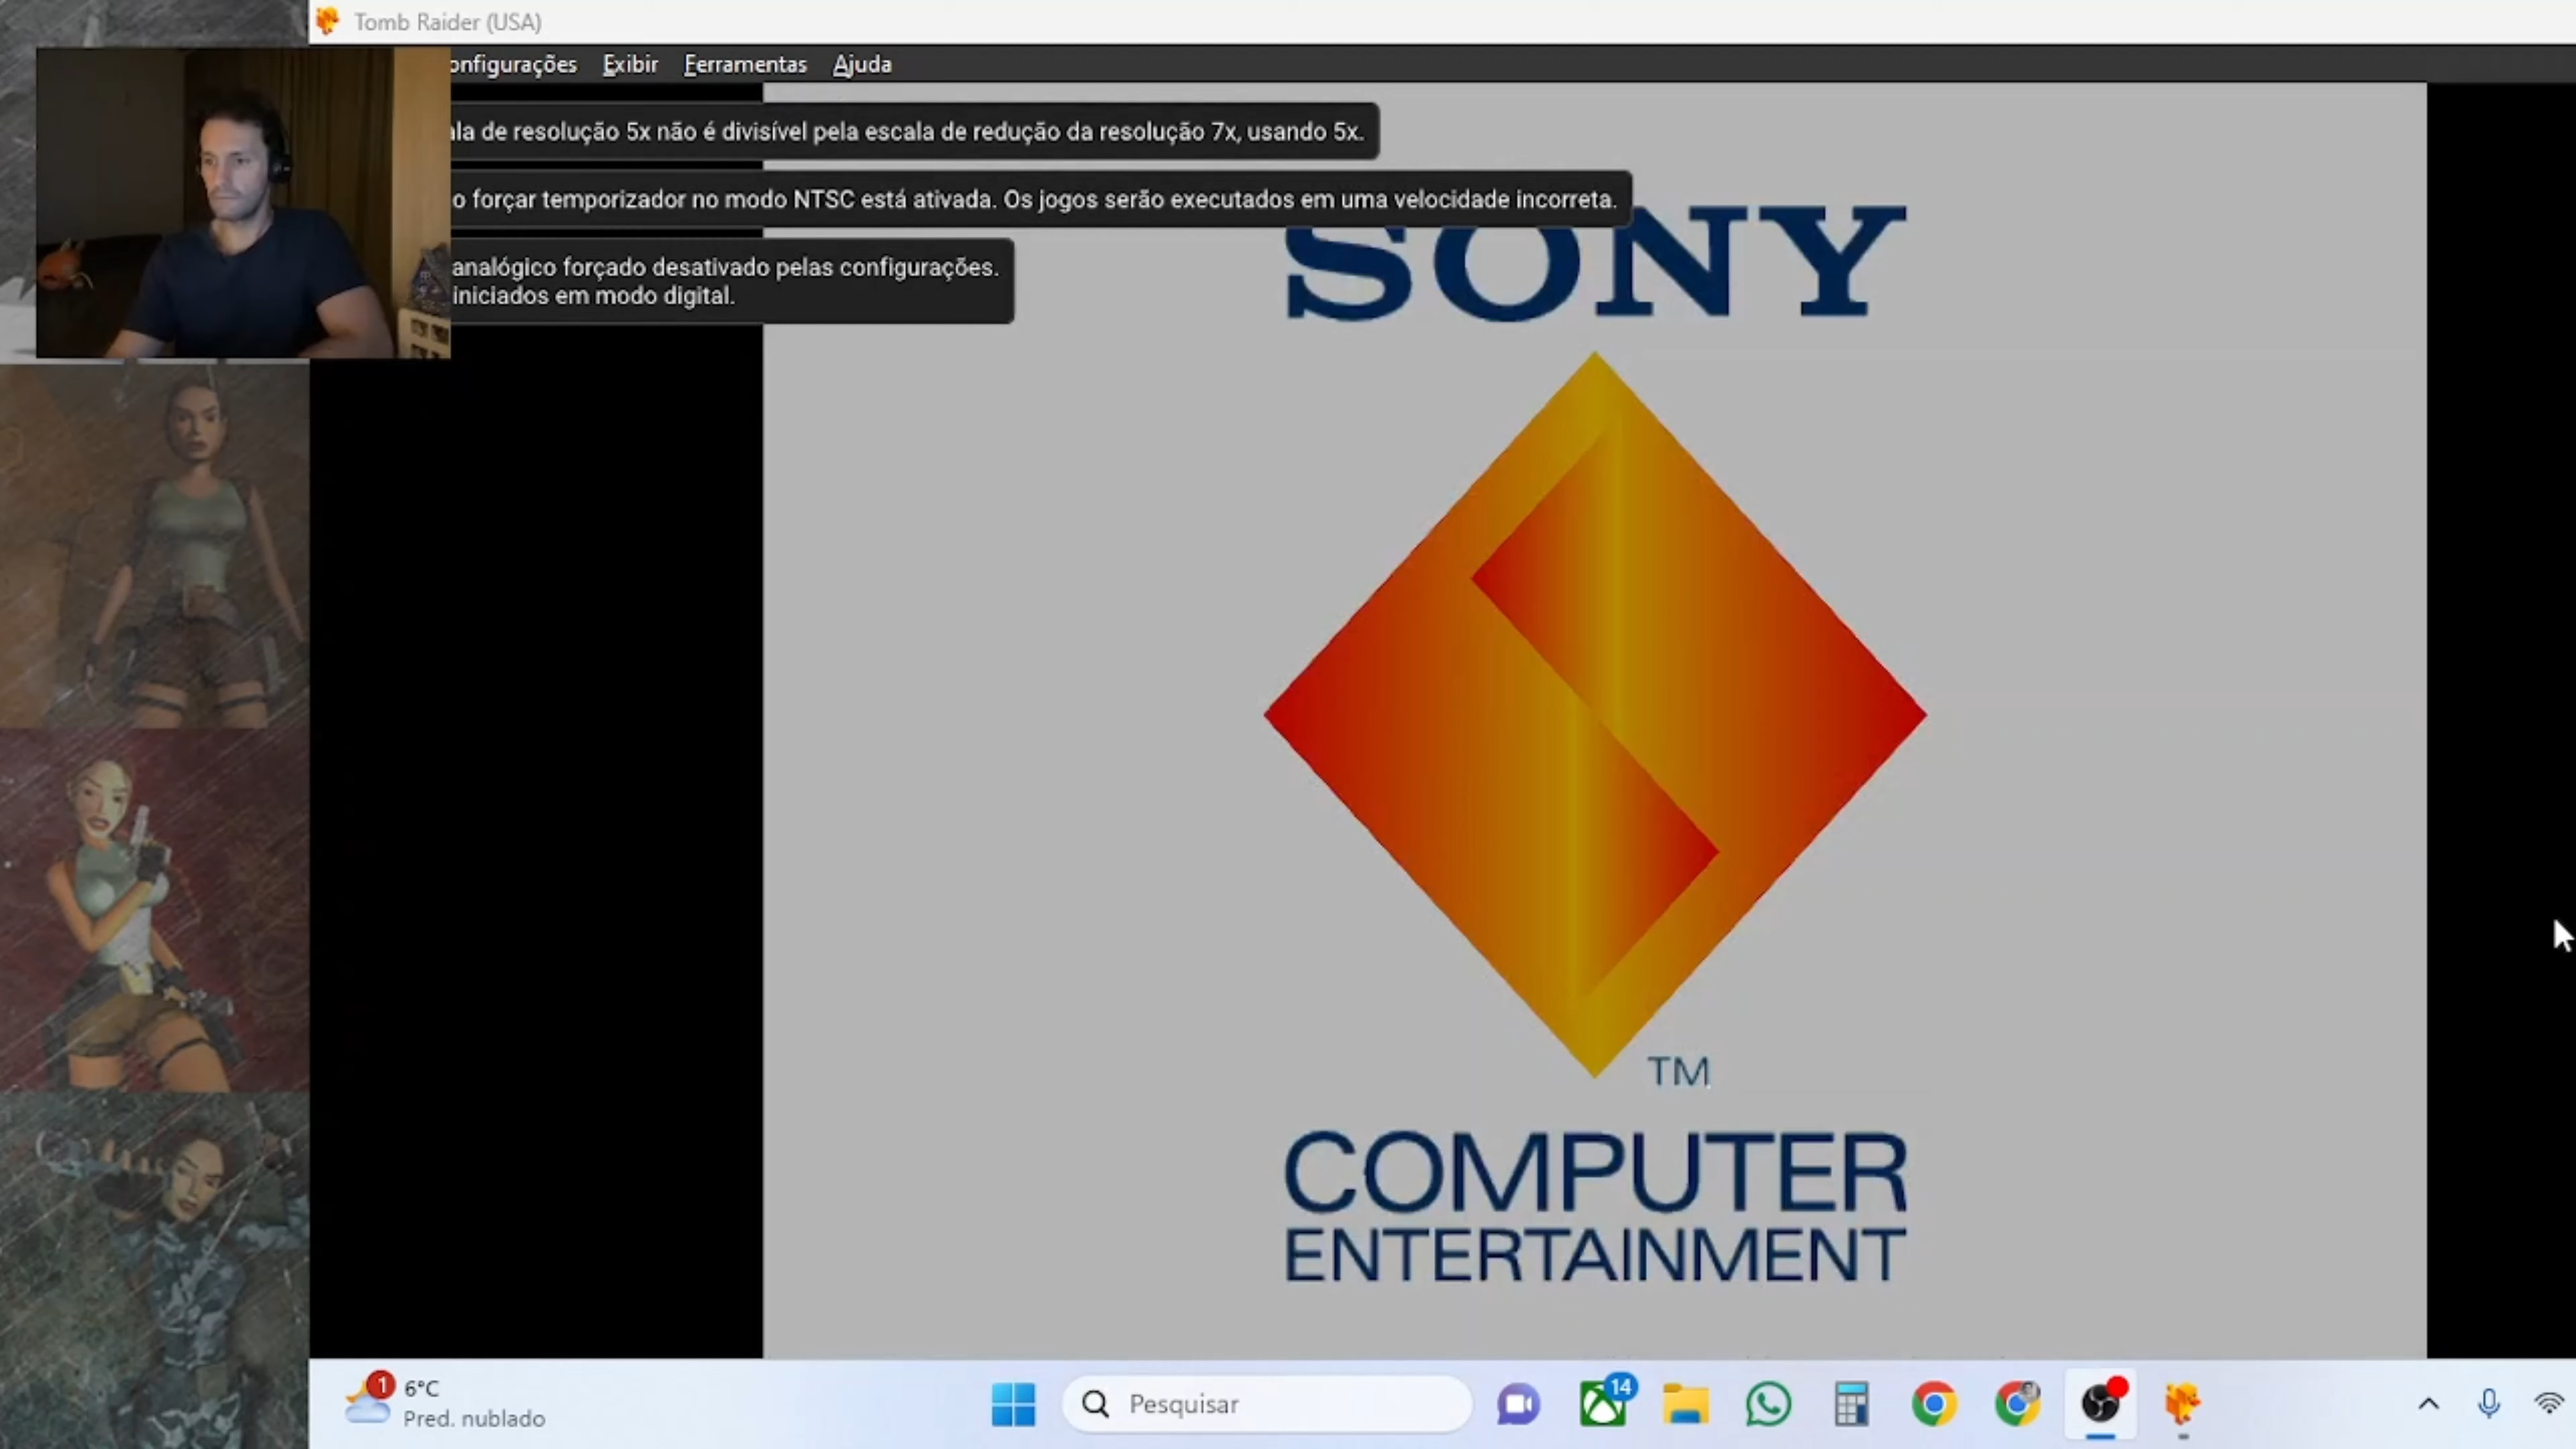 Tomb Raider (USA)
onfigurações Exibir Ferramentas Ajuda
ala de resolução 5x não é divisível pela escala de redução da resolução 7x, usando 5x.
o forçar temporizador no modo NTSC está ativada. Os jogos serão executados em uma velocidade incorreta.
analógico forçado desativado pelas configurações.
iniciados em modo digital.
SONY
TM
COMPUTER
ENTERTAINMENT
1
6°C
Pred. nublado
Pesquisar
14